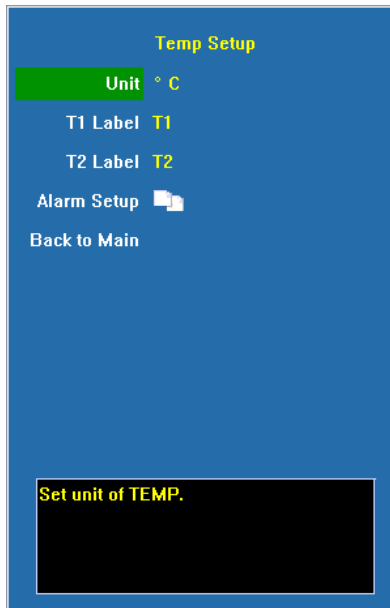 Temp Setup
Unit ° C
T1 Label T1
T2 Label T2
Alarm Setup
Back to Main
Set unit of TEMP.